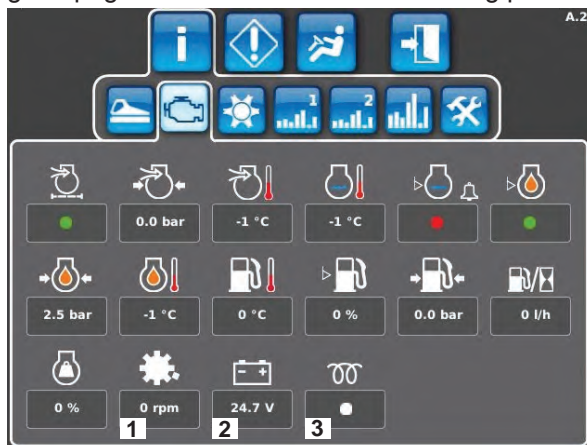 A.2
i
1 2
0.0 bar -1 °C -1 °C
2.5 bar -1 °C 0 °C 0 % 0.0 bar 0 l/h
0 % 0 rpm 24.7 V
1 2 3